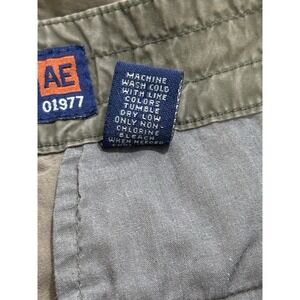 AE
01977
MACHINE
WASH COLD
WITH LIKE
COLORS
TUMBLE
DRY LOW
ONLY NON-
CHLORINE
BLEACH
WHEN NEEDED